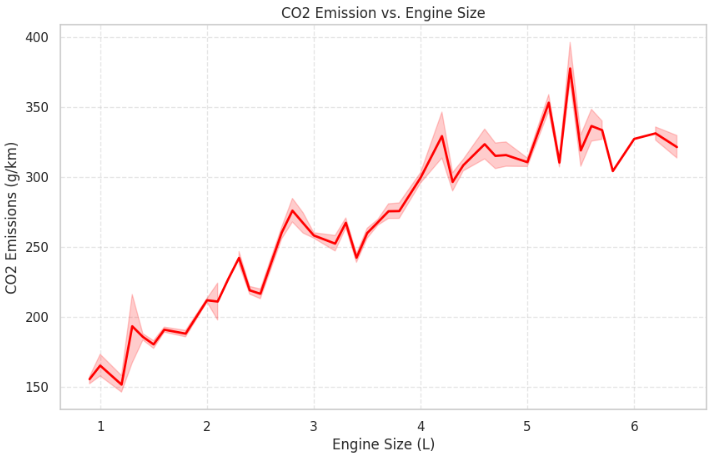 CO2 Emission vs. Engine Size
400
350
300
250
200
150
CO2 Emissions (g/km)
1 2 3 4 5 6
Engine Size (L)